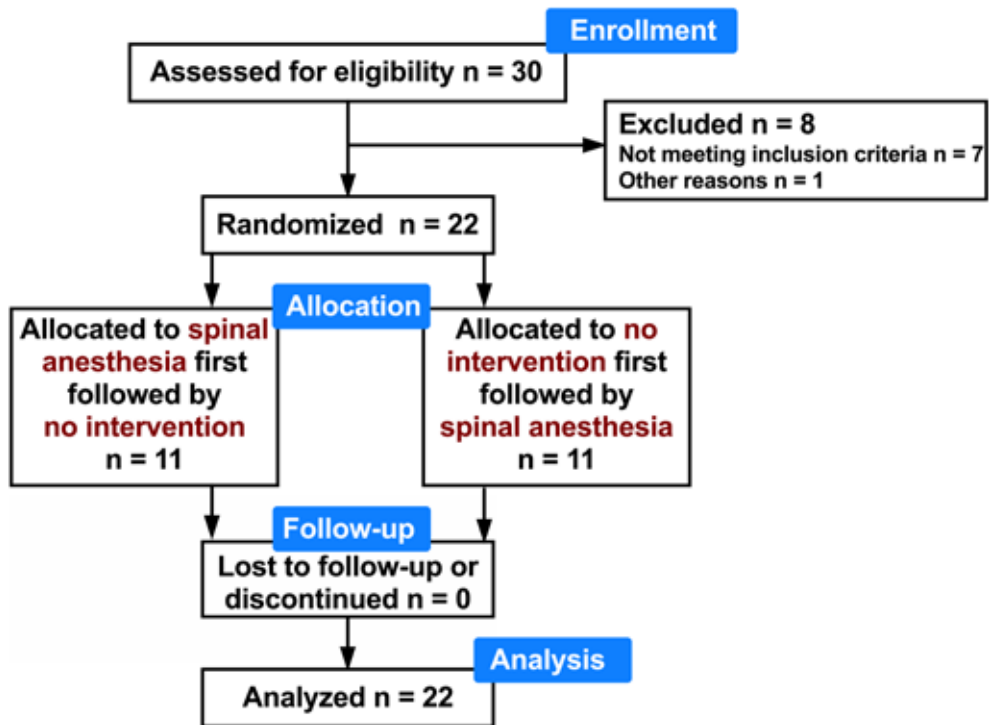 Enrollment
Assessed for eligibility n = 30
Excluded n = 8
Not meeting inclusion criteria n = 7
Other reasons n = 1
Randomized n = 22
Allocation
Allocated to spinal
anesthesia first
followed by
no intervention
n = 11
Allocated to no
intervention first
followed by
spinal anesthesia
n = 11
Follow-up
Lost to follow-up or
discontinued n = 0
Analysis
Analyzed n = 22